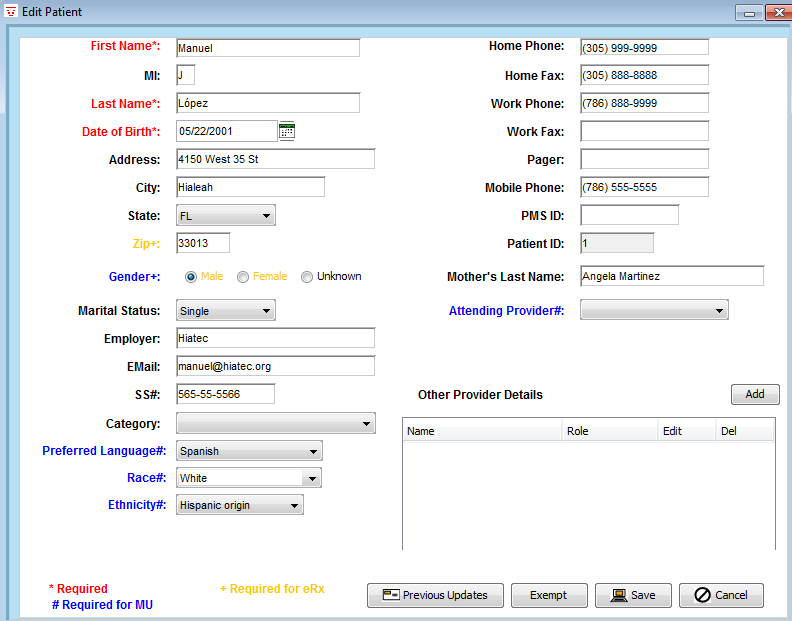 Edit Patient
First Name*: Manuel
MI: J
Last Name*: López
Date of Birth*: 05/22/2001
Address: 4150 West 35 St
City: Hialeah
State: FL
Zip+: 33013
Gender+: Male Female Unknown
Marital Status: Single
Employer: Hiatec
EMail: manuel@hiatec.org
SS#: 565-55-5566
Category:
Preferred Language#: Spanish
Race#: White
Ethnicity#: Hispanic origin
Home Phone: (305) 999-9999
Home Fax: (305) 888-8888
Work Phone: (786) 888-9999
Work Fax:
Pager:
Mobile Phone: (786) 555-5555
PMS ID:
Patient ID: 1
Mother's Last Name: Angela Martinez
Attending Provider#:
Other Provider Details Add
Name Role Edit Del
* Required + Required for eRx
# Required for MU
Previous Updates Exempt Save Cancel